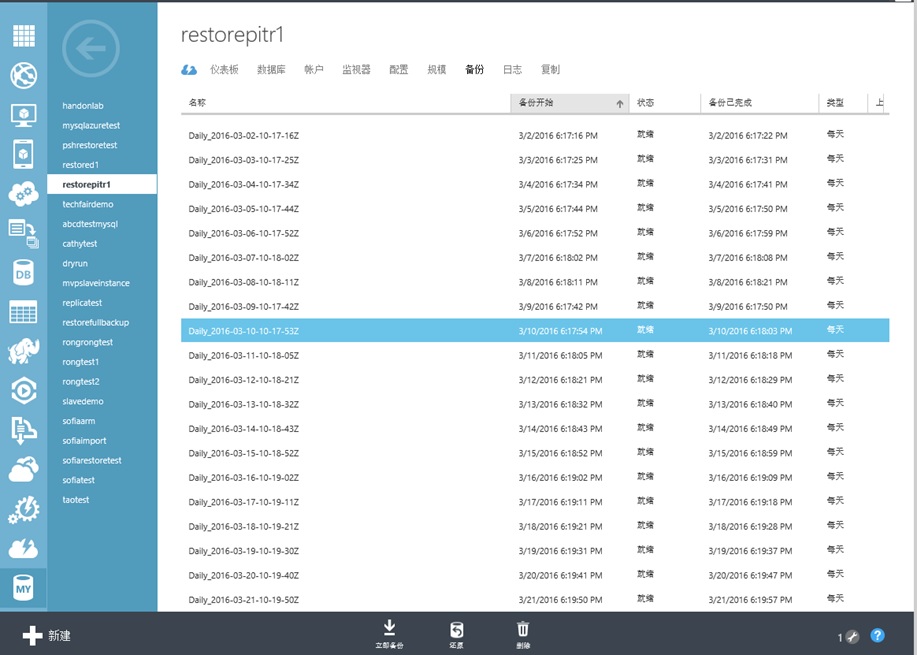 restorepitr1
仪表板 数据库 帐户 监视器 配置 规模 备份 日志 复制
handonlab
mysqlazuretest
pshrestoretest
restored1
restorepitr1
techfairdemo
abcdtestmysql
cathytest
dryrun
mvpslaveinstance
replicatest
restorefullbackup
rongrongtest
rongtest1
rongtest2
slavedemo
sofiaarm
sofiaimport
sofiarestoretest
sofiatest
taotest
DB
MY
名称 备份开始 状态 备份已完成 类型 上
Daily_2016-03-02-10-17-16Z 3/2/2016 6:17:16 PM 就绪 3/2/2016 6:17:22 PM 每天
Daily_2016-03-03-10-17-25Z 3/3/2016 6:17:25 PM 就绪 3/3/2016 6:17:31 PM 每天
Daily_2016-03-04-10-17-34Z 3/4/2016 6:17:34 PM 就绪 3/4/2016 6:17:41 PM 每天
Daily_2016-03-05-10-17-44Z 3/5/2016 6:17:44 PM 就绪 3/5/2016 6:17:50 PM 每天
Daily_2016-03-06-10-17-52Z 3/6/2016 6:17:52 PM 就绪 3/6/2016 6:17:59 PM 每天
Daily_2016-03-07-10-18-02Z 3/7/2016 6:18:02 PM 就绪 3/7/2016 6:18:08 PM 每天
Daily_2016-03-08-10-18-11Z 3/8/2016 6:18:11 PM 就绪 3/8/2016 6:18:21 PM 每天
Daily_2016-03-09-10-17-42Z 3/9/2016 6:17:42 PM 就绪 3/9/2016 6:17:50 PM 每天
Daily_2016-03-10-10-17-53Z 3/10/2016 6:17:54 PM 就绪 3/10/2016 6:18:03 PM 每天
Daily_2016-03-11-10-18-05Z 3/11/2016 6:18:05 PM 就绪 3/11/2016 6:18:18 PM 每天
Daily_2016-03-12-10-18-21Z 3/12/2016 6:18:21 PM 就绪 3/12/2016 6:18:29 PM 每天
Daily_2016-03-13-10-18-32Z 3/13/2016 6:18:32 PM 就绪 3/13/2016 6:18:40 PM 每天
Daily_2016-03-14-10-18-43Z 3/14/2016 6:18:43 PM 就绪 3/14/2016 6:18:49 PM 每天
Daily_2016-03-15-10-18-52Z 3/15/2016 6:18:52 PM 就绪 3/15/2016 6:18:59 PM 每天
Daily_2016-03-16-10-19-02Z 3/16/2016 6:19:02 PM 就绪 3/16/2016 6:19:09 PM 每天
Daily_2016-03-17-10-19-11Z 3/17/2016 6:19:11 PM 就绪 3/17/2016 6:19:18 PM 每天
Daily_2016-03-18-10-19-21Z 3/18/2016 6:19:21 PM 就绪 3/18/2016 6:19:28 PM 每天
Daily_2016-03-19-10-19-30Z 3/19/2016 6:19:31 PM 就绪 3/19/2016 6:19:37 PM 每天
Daily_2016-03-20-10-19-40Z 3/20/2016 6:19:41 PM 就绪 3/20/2016 6:19:47 PM 每天
Daily_2016-03-21-10-19-50Z 3/21/2016 6:19:50 PM 就绪 3/21/2016 6:19:57 PM 每天
新建 立即备份 还原 删除 1 ?